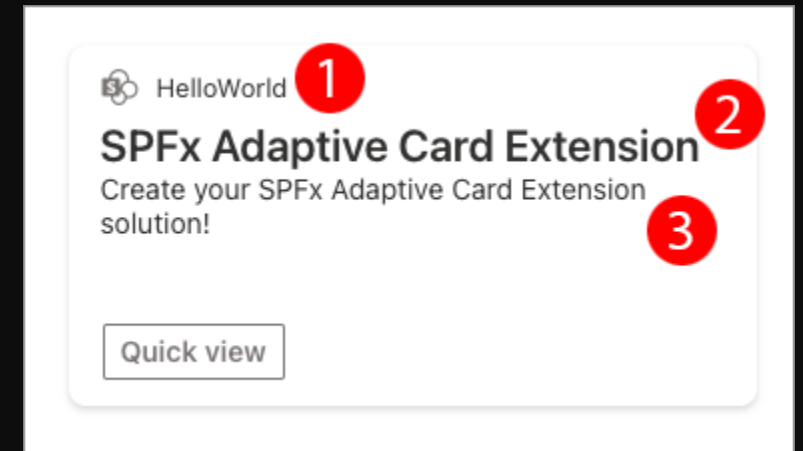 HelloWorld 1
SPFx Adaptive Card Extension 2
Create your SPFx Adaptive Card Extension
solution! 3
Quick view